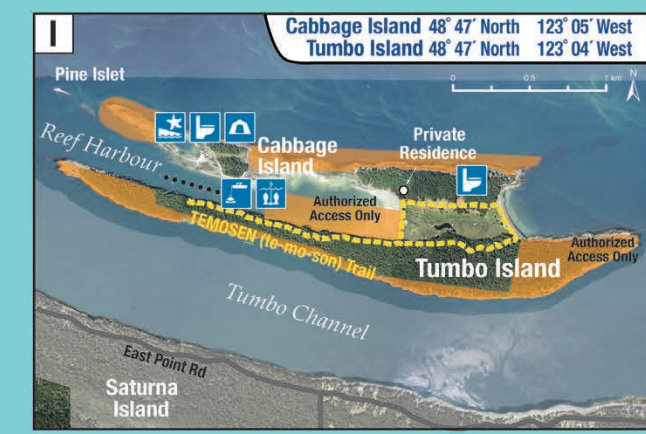 I
Cabbage Island 48° 47´ North 123° 05´ West
Tumbo Island 48° 47´ North 123° 04´ West
Pine Islet
0 0.5 1 km
N
Reef Harbour
Cabbage
Island
Private
Residence
Authorized
Access Only
TEMOSEN (te-mo-son) Trail
Authorized
Access Only
Tumbo Island
Tumbo Channel
East Point Rd
Saturna
Island